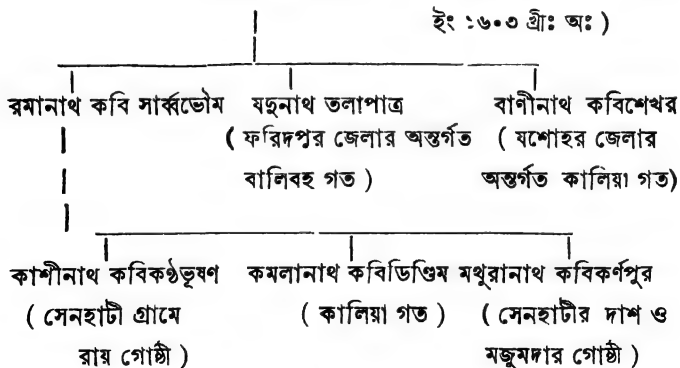 ইং ১৬০৩ খ্রীঃ অঃ )
রমানাথ কবি সার্ব্বভৌম যদুনাথ তলাপাত্র বাণীনাথ কবিশেখর
( ফরিদপুর জেলার অন্তর্গত ( যশোহর জেলার
বালিবহ গত ) অন্তর্গত কালিয়া গত)
কাশীনাথ কবিকণ্ঠভূষণ কমলানাথ কবিডিণ্ডিম মথুরানাথ কবিকর্ণপুর
( সেনহাটী গ্রামে ( কালিয়া গত ) ( সেনহাটীর দাশ ও
রায় গোষ্ঠী ) মজুমদার গোষ্ঠী )